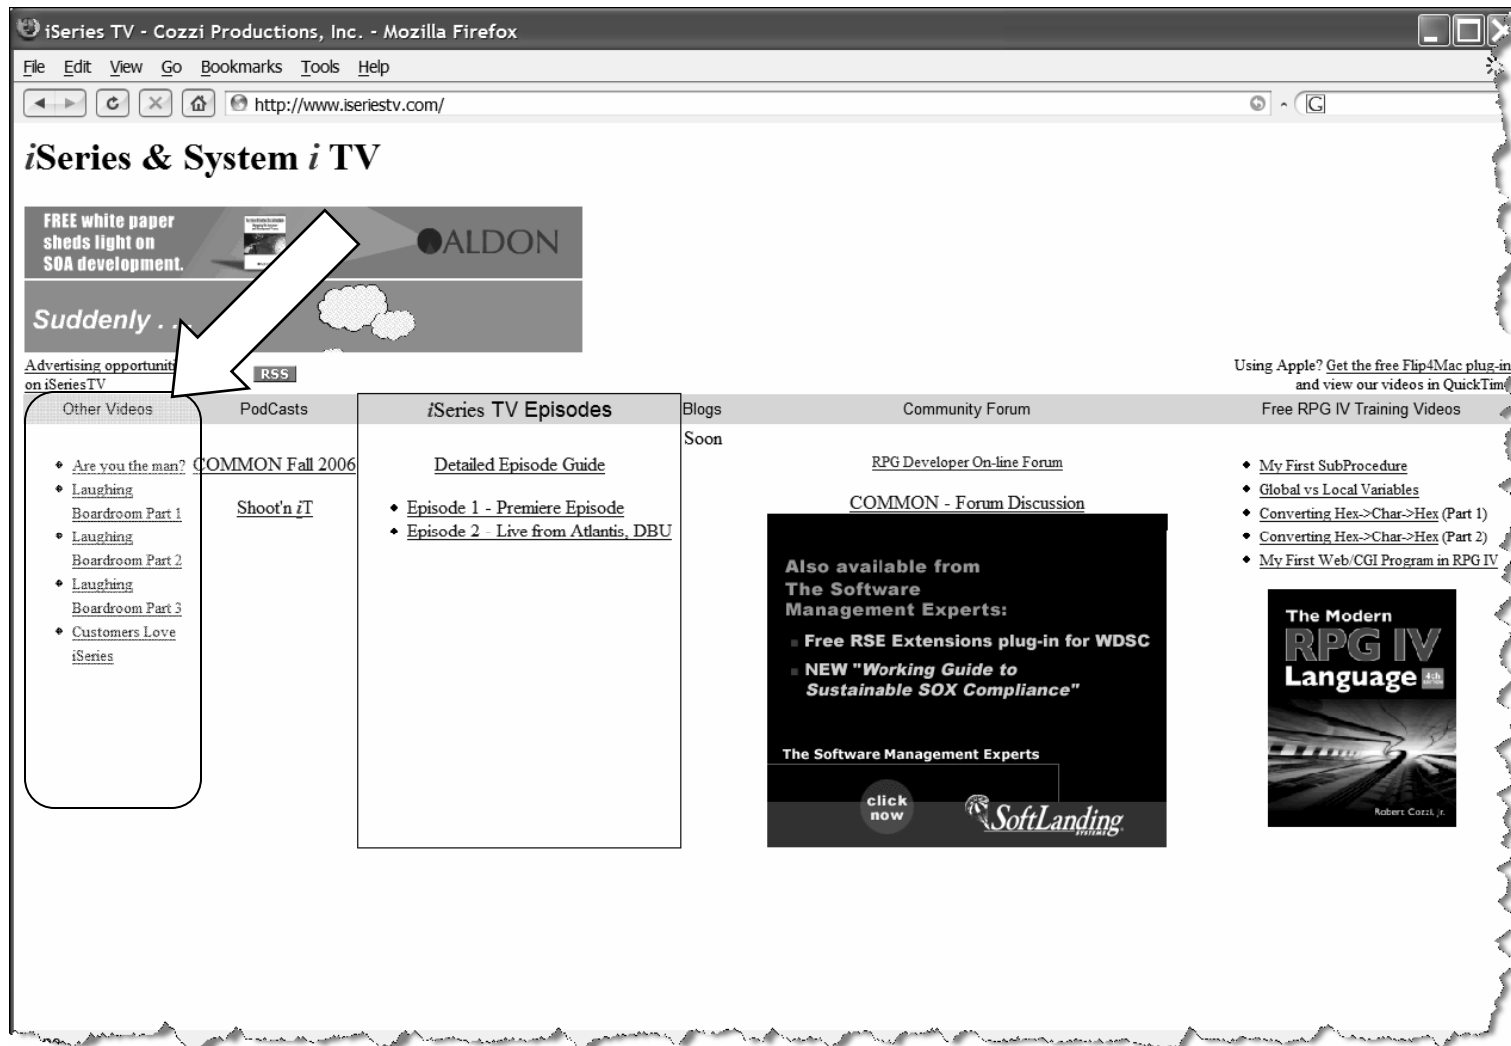 iSeries TV - Cozzi Productions, Inc. - Mozilla Firefox
File Edit View Go Bookmarks Tools Help
http://www.iseriestv.com/
G
iSeries & System i TV
FREE white paper
sheds light on
SOA development.
ALDON
Suddenly . . .
Advertising
on iSeriesTV
RSS
Using Apple? Get the free Flip4Mac plug-in
and view our videos in QuickTime
Other Videos
Are you the man?
Laughing
Boardroom Part 1
Laughing
Boardroom Part 2
Laughing
Boardroom Part 3
Customers Love
iSeries
PodCasts
COMMON Fall 2006
Shoot'n iT
iSeries TV Episodes
Detailed Episode Guide
Episode 1 - Premiere Episode
Episode 2 - Live from Atlantis, DBU
Blogs
Soon
Community Forum
RPG Developer On-line Forum
COMMON - Forum Discussion
Also available from
The Software
Management Experts:
Free RSE Extensions plug-in for WDSC
NEW "Working Guide to
Sustainable SOX Compliance"
The Software Management Experts
click
now
SoftLanding
SYSTEMS
Free RPG IV Training Videos
My First SubProcedure
Global vs Local Variables
Converting Hex->Char->Hex (Part 1)
Converting Hex->Char->Hex (Part 2)
My First Web/CGI Program in RPG IV
The Modern
RPG IV
Language 4th
EDITION
Robert Cozzi, Jr.